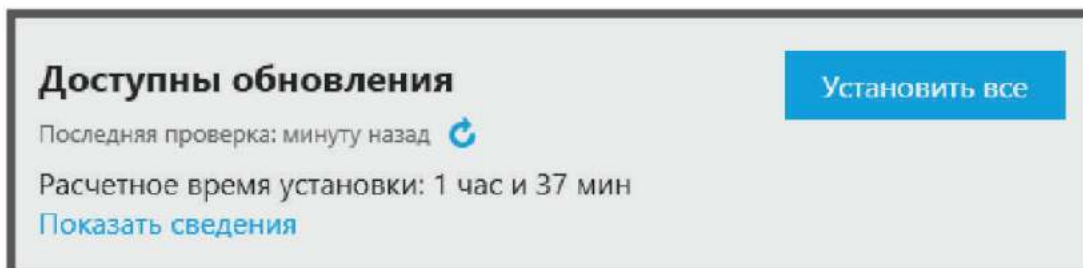 Доступны обновления
Установить все
Последняя проверка: минуту назад
Расчетное время установки: 1 час и 37 мин
Показать сведения